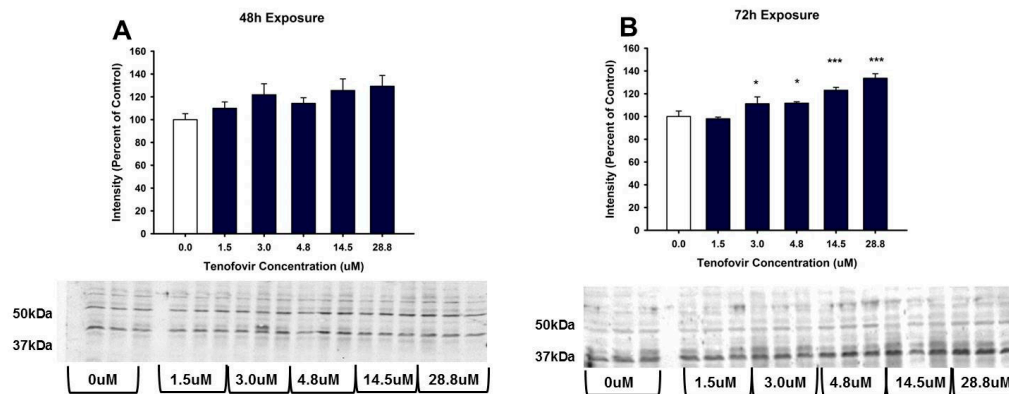 48h Exposure
A
Intensity (Percent of Control)
160
140
120
100
80
60
40
20
0
0.0 1.5 3.0 4.8 14.5 28.8
Tenofovir Concentration (uM)
50kDa
37kDa
0uM 1.5uM 3.0uM 4.8uM 14.5uM 28.8uM
72h Exposure
B
Intensity (Percent of Control)
160
140
120
100
80
60
40
20
0
* * *** ***
0.0 1.5 3.0 4.8 14.5 28.8
Tenofovir Concentration (uM)
50kDa
37kDa
0uM 1.5uM 3.0uM 4.8uM 14.5uM 28.8uM